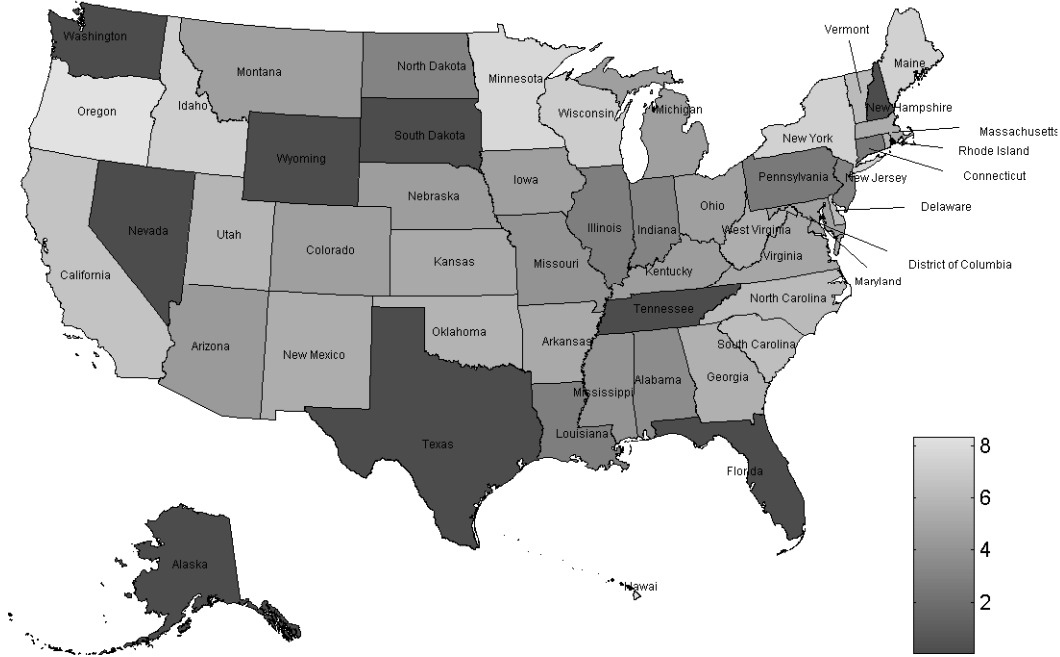 Washington
Montana
North Dakota
Minnesota
Vermont
Maine
Oregon
Idaho
Wisconsin
Michigan
New Hampshire
South Dakota
New York
Massachusetts
Wyoming
Rhode Island
Iowa
Pennsylvania
New Jersey
Connecticut
Nebraska
Nevada
Utah
Illinois
Indiana
Ohio
Delaware
Colorado
West Virginia
California
Kansas
Missouri
Kentucky
Virginia
District of Columbia
Maryland
North Carolina
Tennessee
Arizona
New Mexico
Oklahoma
Arkansas
South Carolina
Mississippi
Alabama
Georgia
Texas
Louisiana
Florida
Alaska
Hawai
8
6
4
2